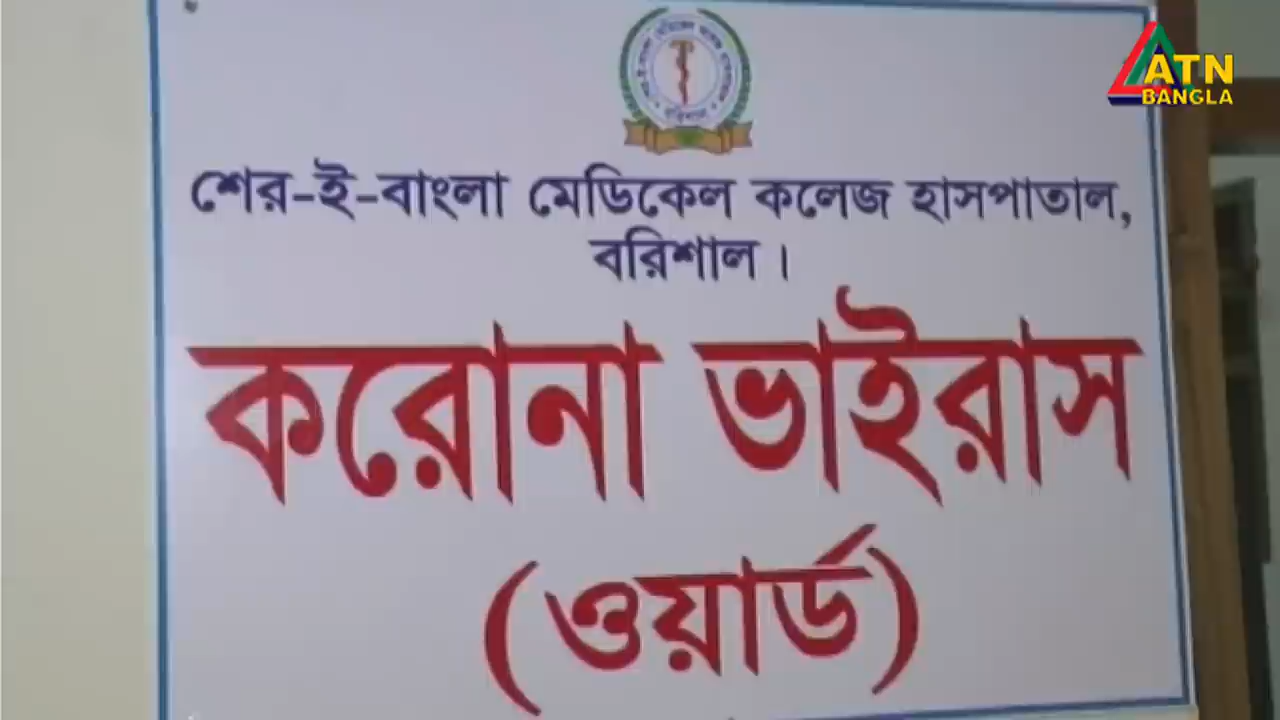 ATN
BANGLA
শের-ই-বাংলা মেডিকেল কলেজ হাসপাতাল,
বরিশাল।
করোনা ভাইরাস
(ওয়ার্ড)